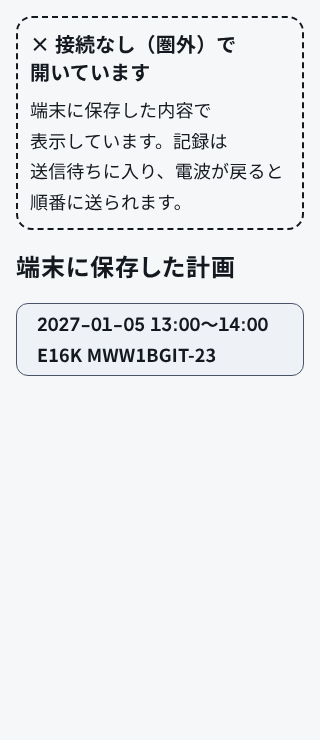 × 接続なし（圏外）で
開いています
端末に保存した内容で
表示しています。記録は
送信待ちに入り、電波が戻ると
順番に送られます。
端末に保存した計画
2027-01-05 13:00〜14:00
E16K MWW1BGIT-23